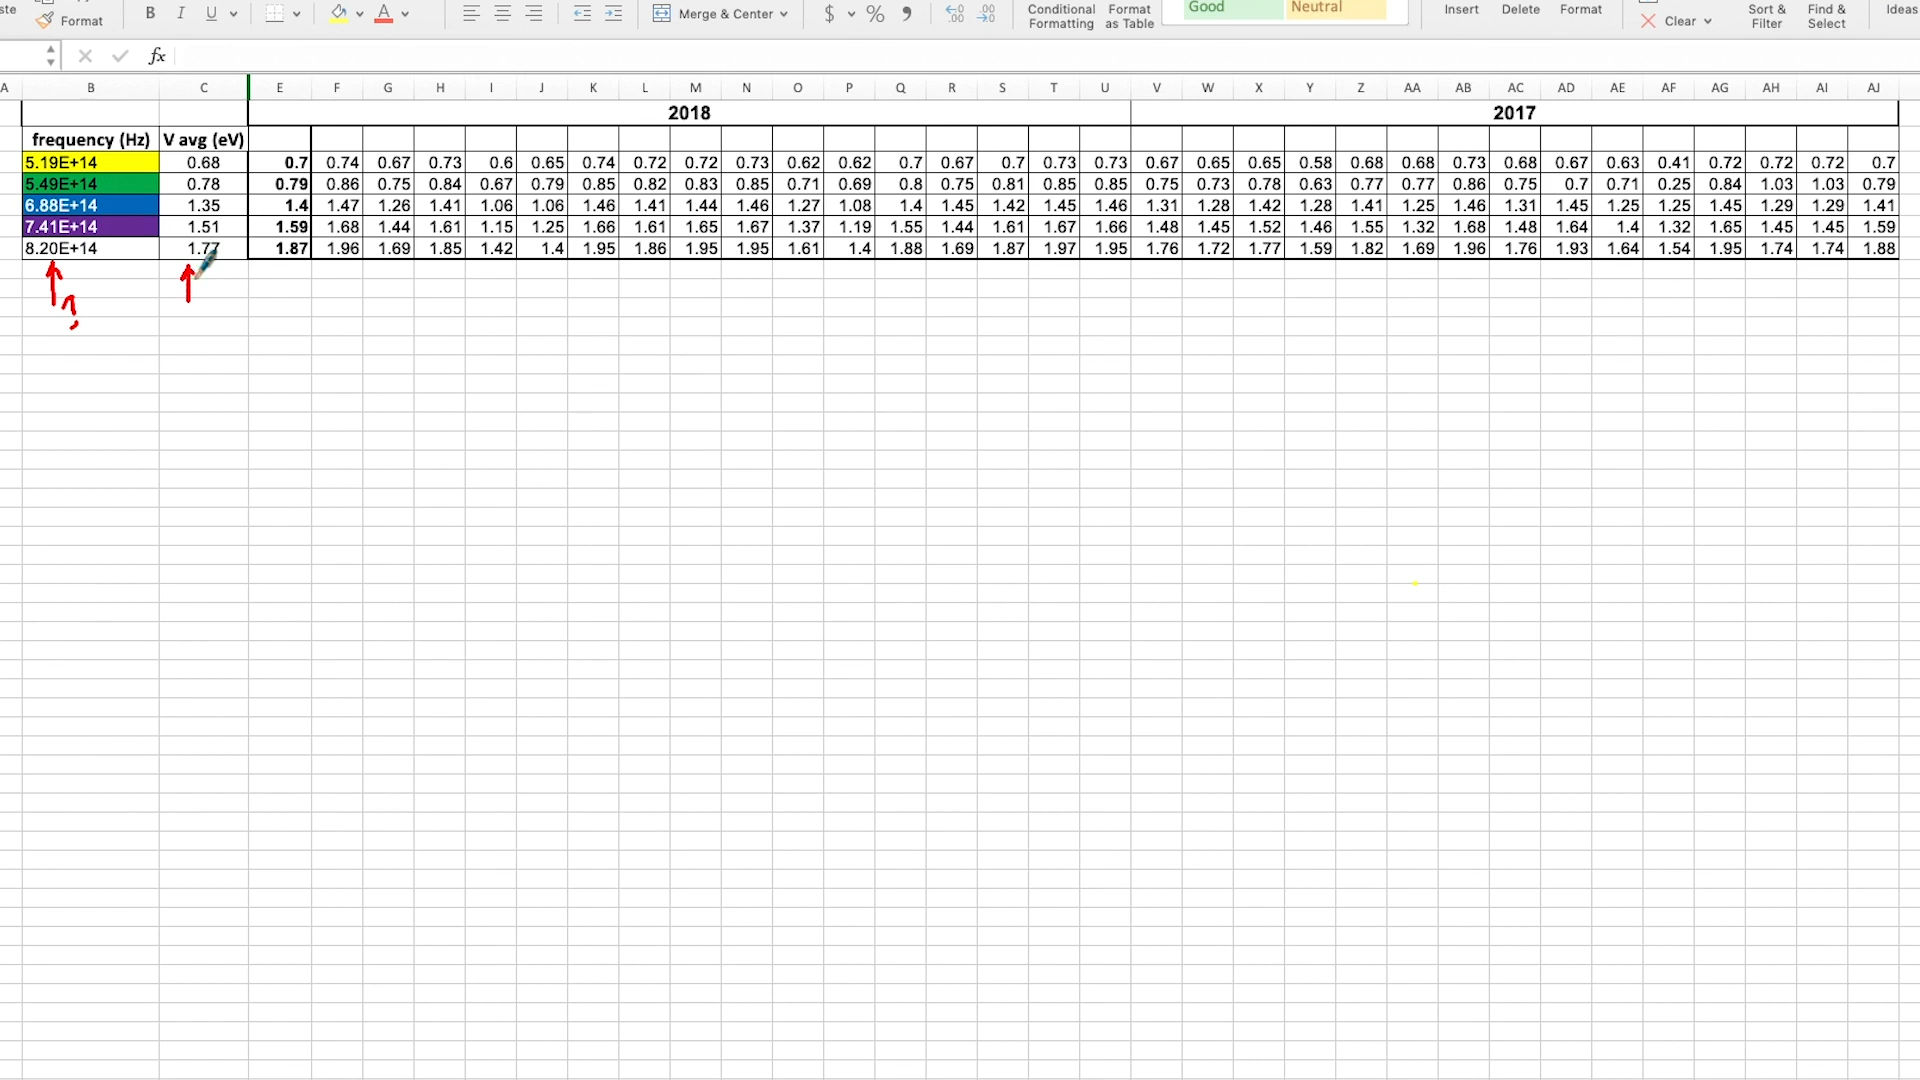 ste
Format
B I U
Merge & Center
$ % 9
←0 .00
.00 →0
Conditional Formatting
Format as Table
Good
Neutral
Insert
Delete
Format
Clear
Sort & Filter
Find & Select
Ideas
fx
A B C E F G H I J K L M N O P Q R S T U V W X Y Z AA AB AC AD AE AF AG AH AI AJ
2018 2017
frequency (Hz) V avg (eV)
5.19E+14 0.68 0.7 0.74 0.67 0.73 0.6 0.65 0.74 0.72 0.72 0.73 0.62 0.62 0.7 0.67 0.7 0.73 0.73 0.67 0.65 0.65 0.58 0.68 0.68 0.73 0.68 0.67 0.63 0.41 0.72 0.72 0.72 0.7
5.49E+14 0.78 0.79 0.86 0.75 0.84 0.67 0.79 0.85 0.82 0.83 0.85 0.71 0.69 0.8 0.75 0.81 0.85 0.85 0.75 0.73 0.78 0.63 0.77 0.77 0.86 0.75 0.7 0.71 0.25 0.84 1.03 1.03 0.79
6.88E+14 1.35 1.4 1.47 1.26 1.41 1.06 1.06 1.46 1.41 1.44 1.46 1.27 1.08 1.4 1.45 1.42 1.45 1.46 1.31 1.28 1.42 1.28 1.41 1.25 1.46 1.31 1.45 1.25 1.25 1.45 1.29 1.29 1.41
7.41E+14 1.51 1.59 1.68 1.44 1.61 1.15 1.25 1.66 1.61 1.65 1.67 1.37 1.19 1.55 1.44 1.61 1.67 1.66 1.48 1.45 1.52 1.46 1.55 1.32 1.68 1.48 1.64 1.4 1.32 1.65 1.45 1.45 1.59
8.20E+14 1.77 1.87 1.96 1.69 1.85 1.42 1.4 1.95 1.86 1.95 1.95 1.61 1.4 1.88 1.69 1.87 1.97 1.95 1.76 1.72 1.77 1.59 1.82 1.69 1.96 1.76 1.93 1.64 1.54 1.95 1.74 1.74 1.88
?